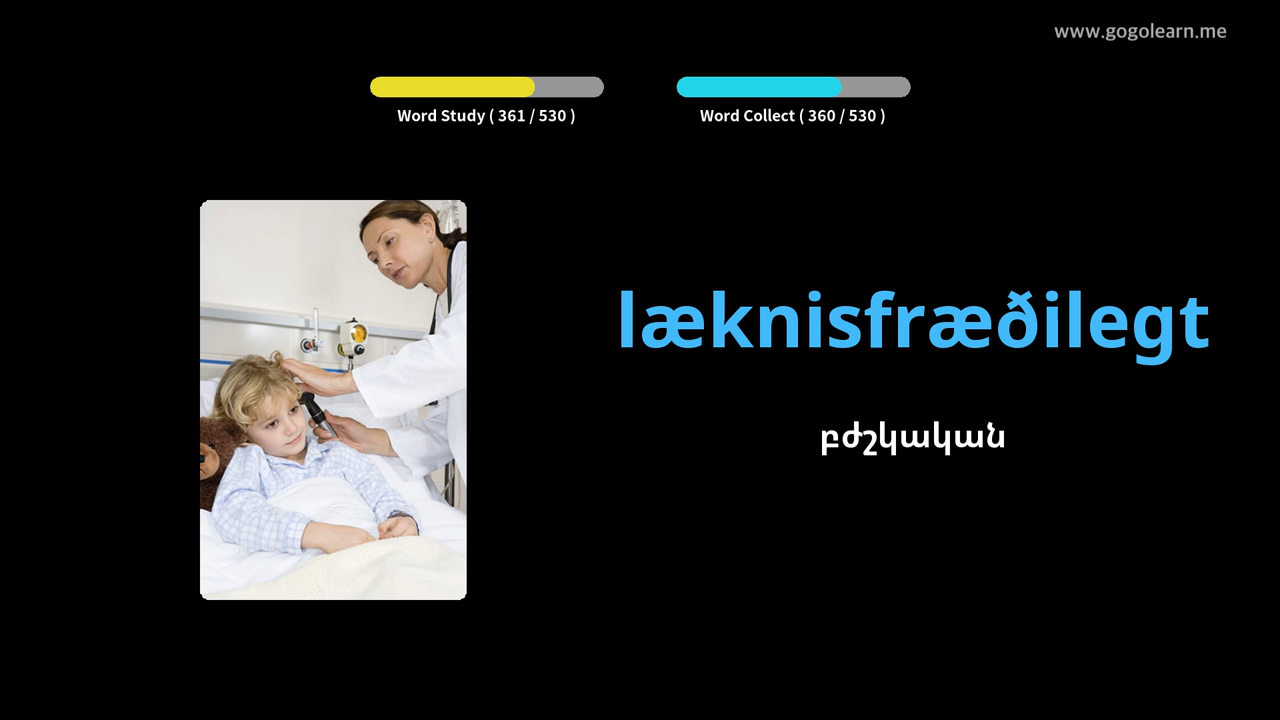 www.gogolearn.me
Word Study ( 361 / 530 )
Word Collect ( 360 / 530 )
læknisfræðilegt
բժշկական